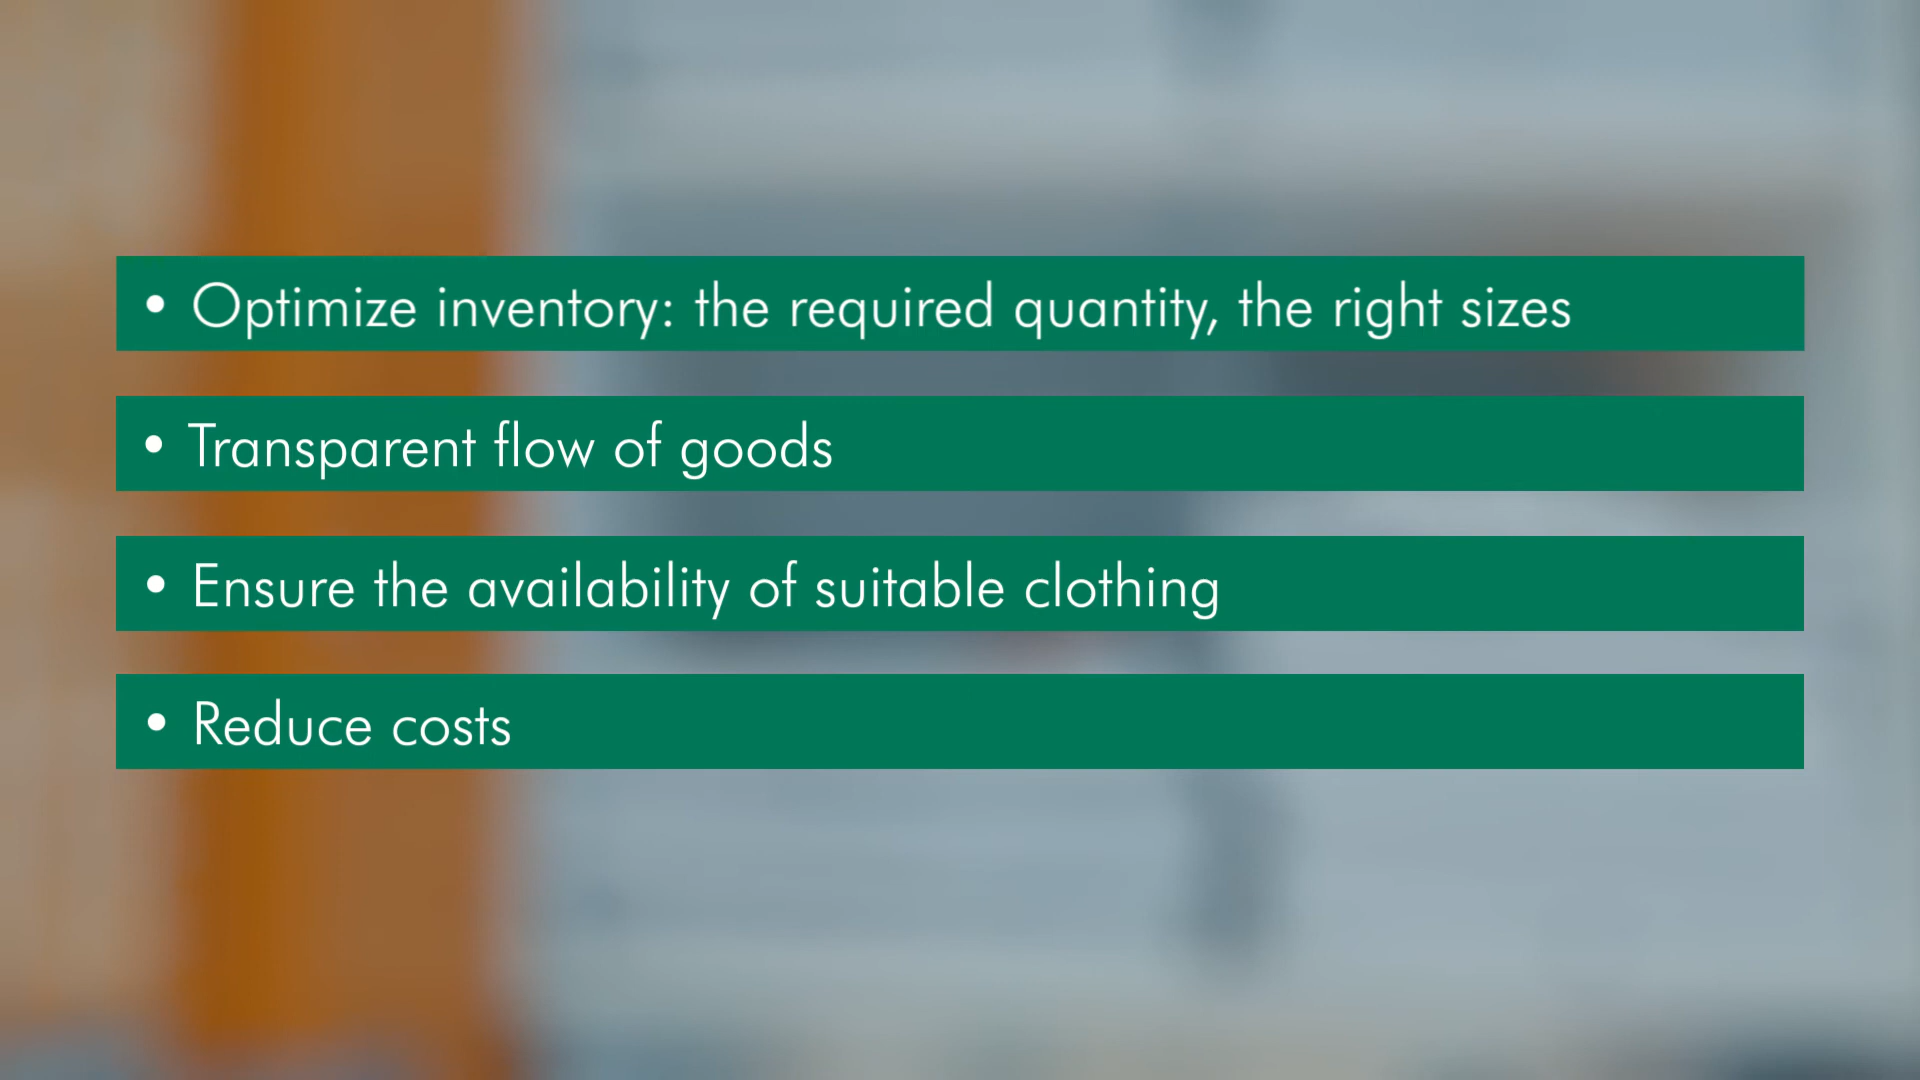 • Optimize inventory: the required quantity, the right sizes
• Transparent flow of goods
• Ensure the availability of suitable clothing
• Reduce costs